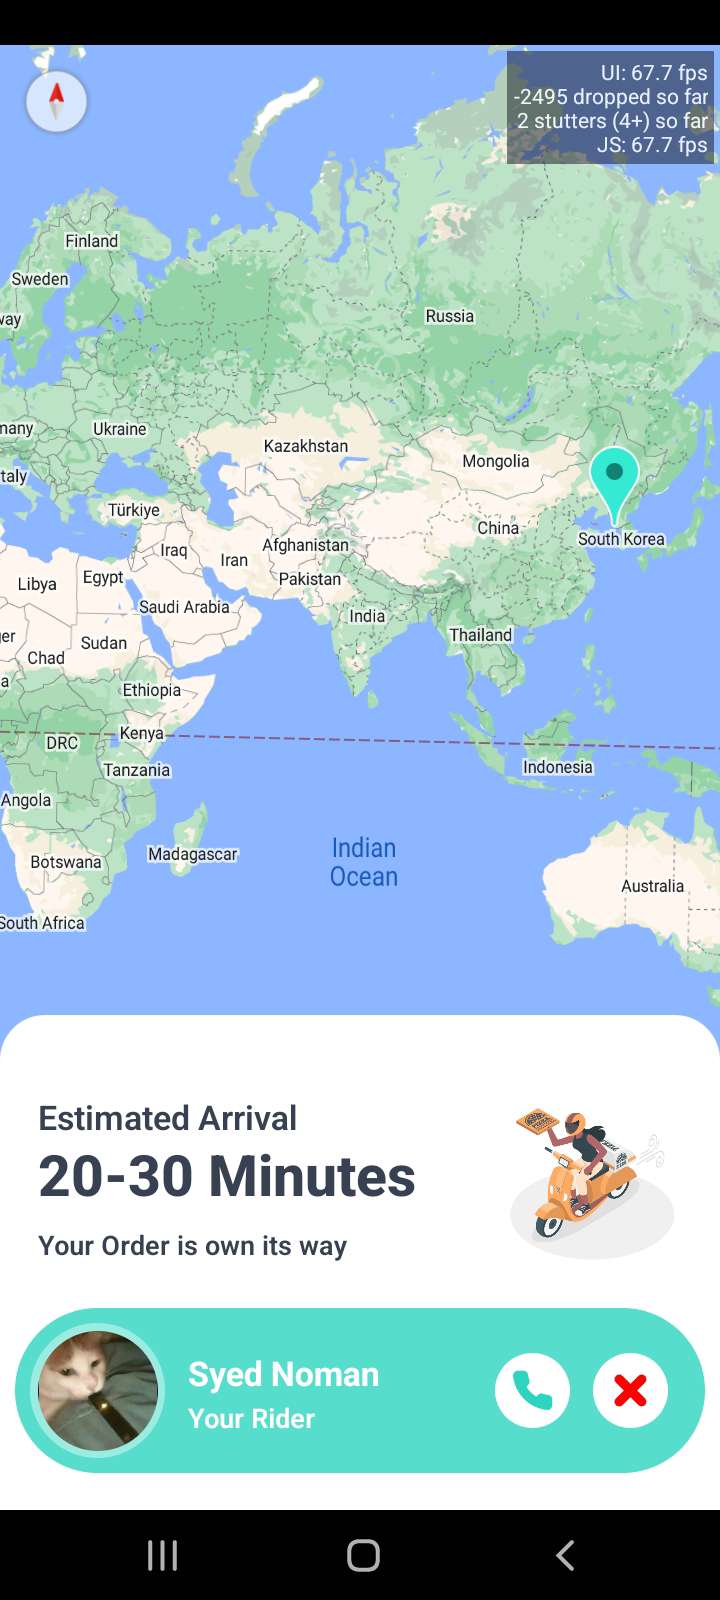 UI: 67.7 fps
-2495 dropped so far
2 stutters (4+) so far
JS: 67.7 fps
Finland
Sweden
way
Russia
many
Ukraine
Kazakhstan
Mongolia
taly
Türkiye
China
South Korea
Iraq
Iran
Afghanistan
Pakistan
Libya
Egypt
Saudi Arabia
India
ger
Sudan
Thailand
Chad
a
Ethiopia
DRC
Kenya
Tanzania
Indonesia
Angola
Indian
Ocean
Botswana
Madagascar
Australia
South Africa
Estimated Arrival
20-30 Minutes
Your Order is own its way
Syed Noman
Your Rider